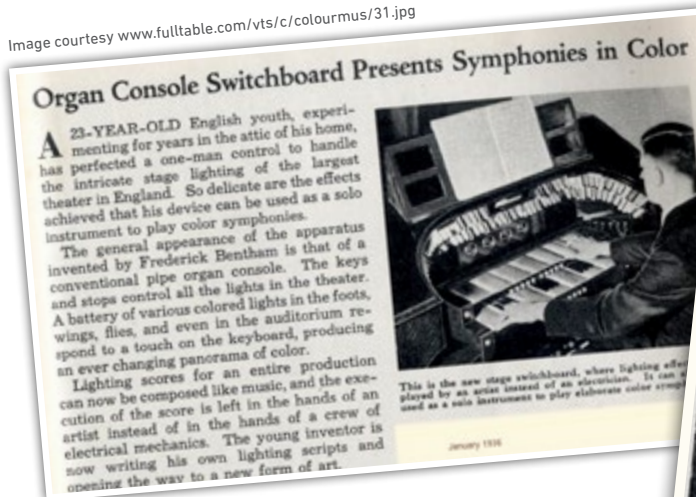 Image courtesy www.fulltable.com/vts/c/colourmus/31.jpg
Organ Console Switchboard Presents Symphonies in Color
A 23-YEAR-OLD English youth, experi-
menting for years in the attic of his home,
has perfected a one-man control to handle
the intricate stage lighting of the largest
theater in England. So delicate are the effects
achieved that his device can be used as a solo
instrument to play color symphonies.
The general appearance of the apparatus
invented by Frederick Bentham is that of a
conventional pipe organ console. The keys
and stops control all the lights in the theater.
A battery of various colored lights in the foots,
wings, flies, and even in the auditorium re-
spond to a touch on the keyboard, producing
an ever changing panorama of color.
Lighting scores for an entire production
can now be composed like music, and the exe-
cution of the score is left in the hands of an
artist instead of in the hands of a crew of
electrical mechanics. The young inventor is
now writing his own lighting scripts and
opening the way to a new form of art.
This is the new stage switchboard, where lighting
played by an artist instead of an electrician. It can
used as a solo instrument to play elaborate color
January 1936